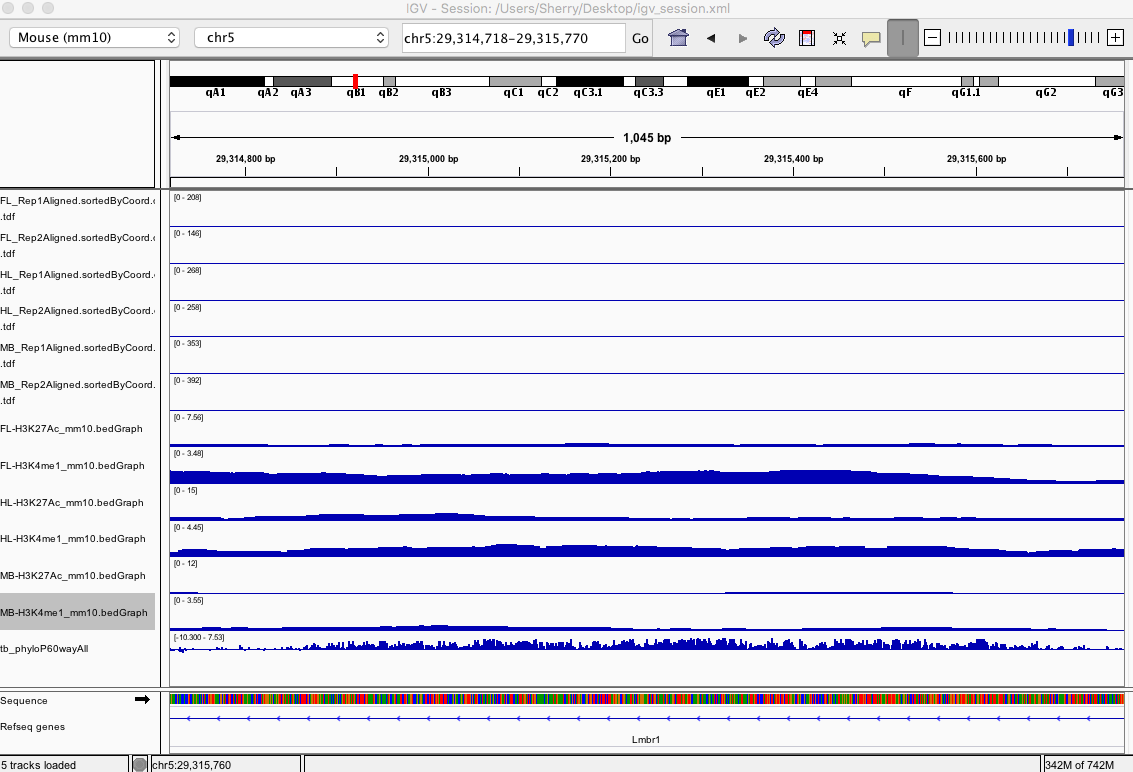 IGV - Session: /Users/Sherry/Desktop/igv_session.xml
Mouse (mm10) chr5 chr5:29,314,718-29,315,770 Go
qA1 qA2 qA3 qB1 qB2 qB3 qC1 qC2 qC3.1 qC3.3 qE1 qE2 qE4 qF qG1.1 qG2 qG3
1,045 bp
29,314,800 bp 29,315,000 bp 29,315,200 bp 29,315,400 bp 29,315,600 bp
FL_Rep1Aligned.sortedByCoord. [0 - 208]
.tdf
FL_Rep2Aligned.sortedByCoord. [0 - 146]
.tdf
HL_Rep1Aligned.sortedByCoord. [0 - 268]
.tdf
HL_Rep2Aligned.sortedByCoord. [0 - 258]
.tdf
MB_Rep1Aligned.sortedByCoord. [0 - 353]
.tdf
MB_Rep2Aligned.sortedByCoord. [0 - 392]
.tdf
[0 - 7.56]
FL-H3K27Ac_mm10.bedGraph
[0 - 3.48]
FL-H3K4me1_mm10.bedGraph
[0 - 15]
HL-H3K27Ac_mm10.bedGraph
[0 - 4.45]
HL-H3K4me1_mm10.bedGraph
[0 - 12]
MB-H3K27Ac_mm10.bedGraph
[0 - 3.55]
MB-H3K4me1_mm10.bedGraph
[-10.300 - 7.53]
tb_phyloP60wayAll
Sequence
Refseq genes
Lmbr1
5 tracks loaded chr5:29,315,760 342M of 742M